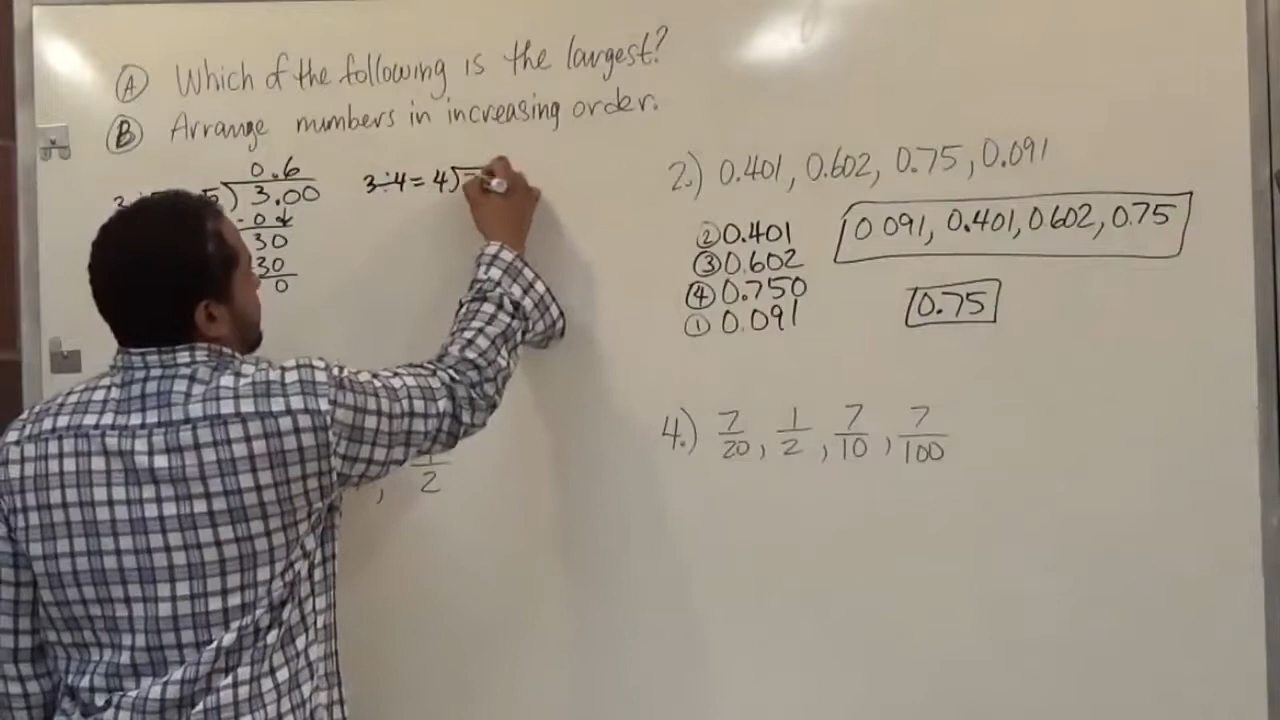 Ⓐ Which of the following is the largest?
Ⓑ Arrange numbers in increasing order.
0.6
5)3.00
-0↓
30
30
0
3÷4=4)
, 1/2
2.) 0.401, 0.602, 0.75, 0.091
②0.401
③0.602
④0.750
①0.091
0.091, 0.401, 0.602, 0.75
0.75
4.) 7/20, 1/2, 7/10, 7/100